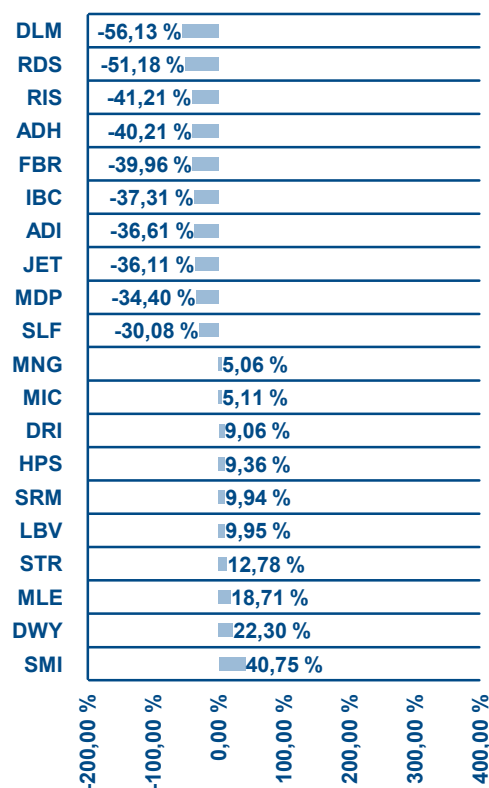 DLM -56,13 %
RDS -51,18 %
RIS -41,21 %
ADH -40,21 %
FBR -39,96 %
IBC -37,31 %
ADI -36,61 %
JET -36,11 %
MDP -34,40 %
SLF -30,08 %
MNG 5,06 %
MIC 5,11 %
DRI 9,06 %
HPS 9,36 %
SRM 9,94 %
LBV 9,95 %
STR 12,78 %
MLE 18,71 %
DWY 22,30 %
SMI 40,75 %
-200,00 %
-100,00 %
0,00 %
100,00 %
200,00 %
300,00 %
400,00 %